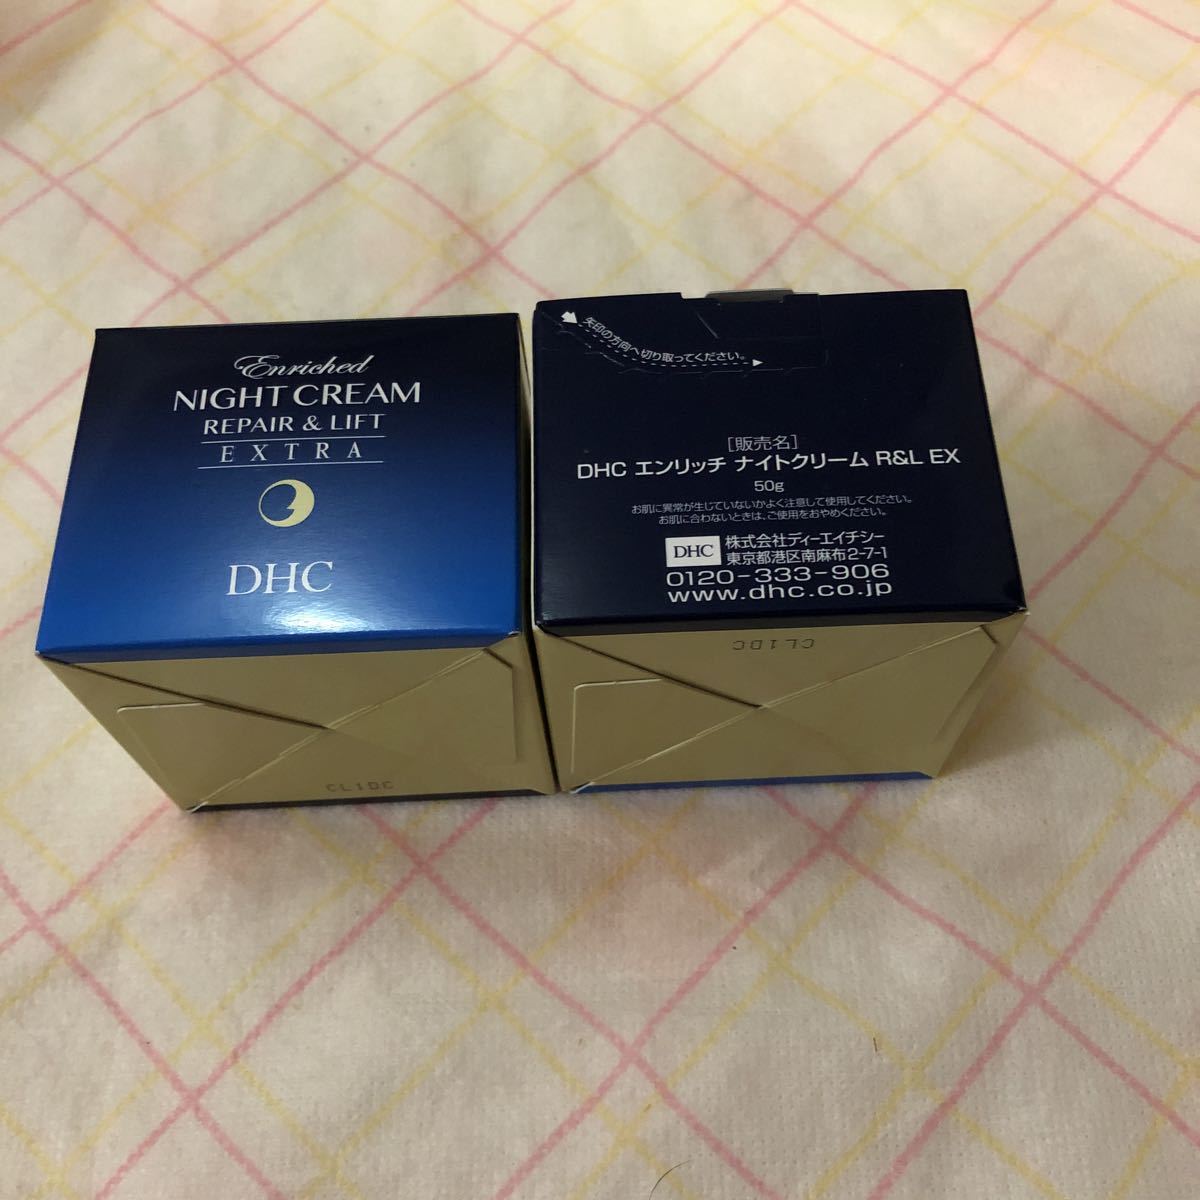 Enriched
NIGHT CREAM
REPAIR & LIFT
EXTRA
DHC
CL1DC
矢印の方向へ切り取ってください。
[販売名]
DHC エンリッチ ナイトクリーム R&L EX
50g
お肌に異常が生じていないかよく注意して使用してください。
お肌に合わないときは、ご使用をおやめください。
DHC 株式会社ディーエイチシー
東京都港区南麻布2-7-1
0120-333-906
www.dhc.co.jp
CL1DC